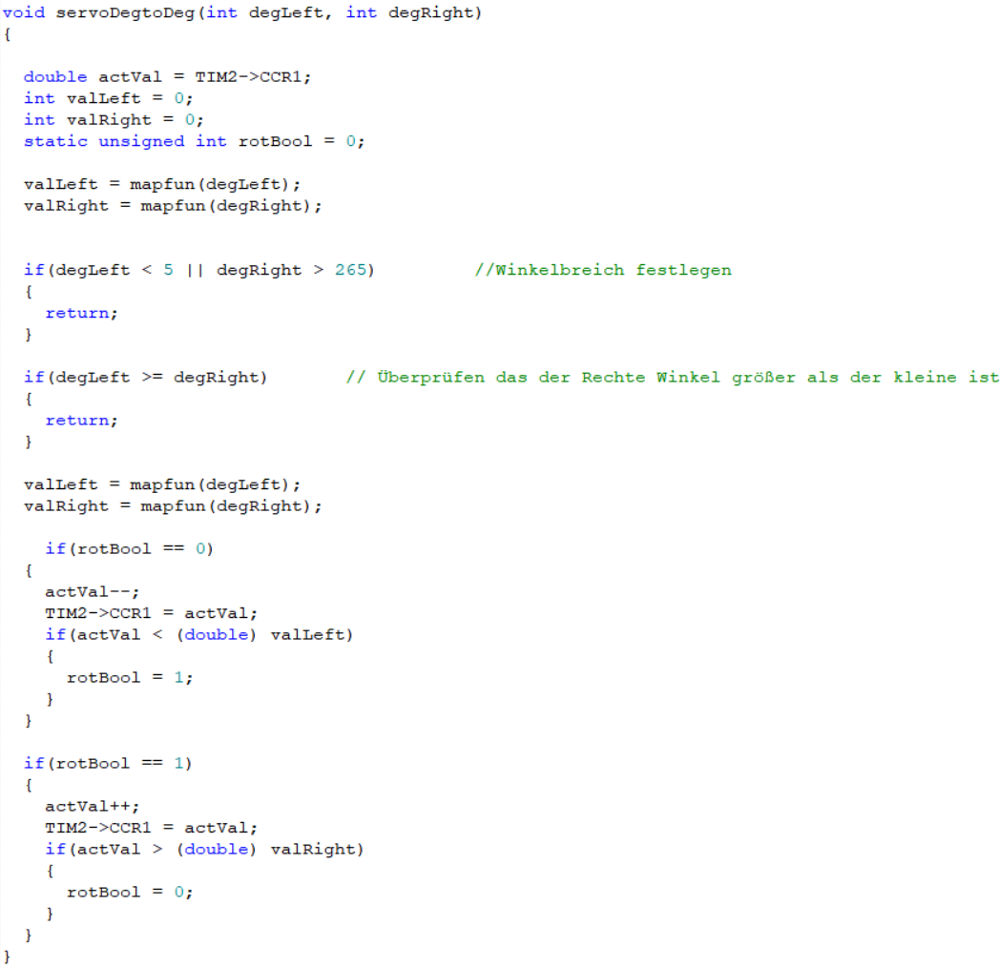 void servoDegtoDeg(int degLeft, int degRight)
{
double actVal = TIM2->CCR1;
int valLeft = 0;
int valRight = 0;
static unsigned int rotBool = 0;
valLeft = mapfun(degLeft);
valRight = mapfun(degRight);
if(degLeft < 5 || degRight > 265) //Winkelbreich festlegen
{
return;
}
if(degLeft >= degRight) // Überprüfen das der Rechte Winkel größer als der kleine ist
{
return;
}
valLeft = mapfun(degLeft);
valRight = mapfun(degRight);
if(rotBool == 0)
{
actVal--;
TIM2->CCR1 = actVal;
if(actVal < (double) valLeft)
{
rotBool = 1;
}
}
if(rotBool == 1)
{
actVal++;
TIM2->CCR1 = actVal;
if(actVal > (double) valRight)
{
rotBool = 0;
}
}
}